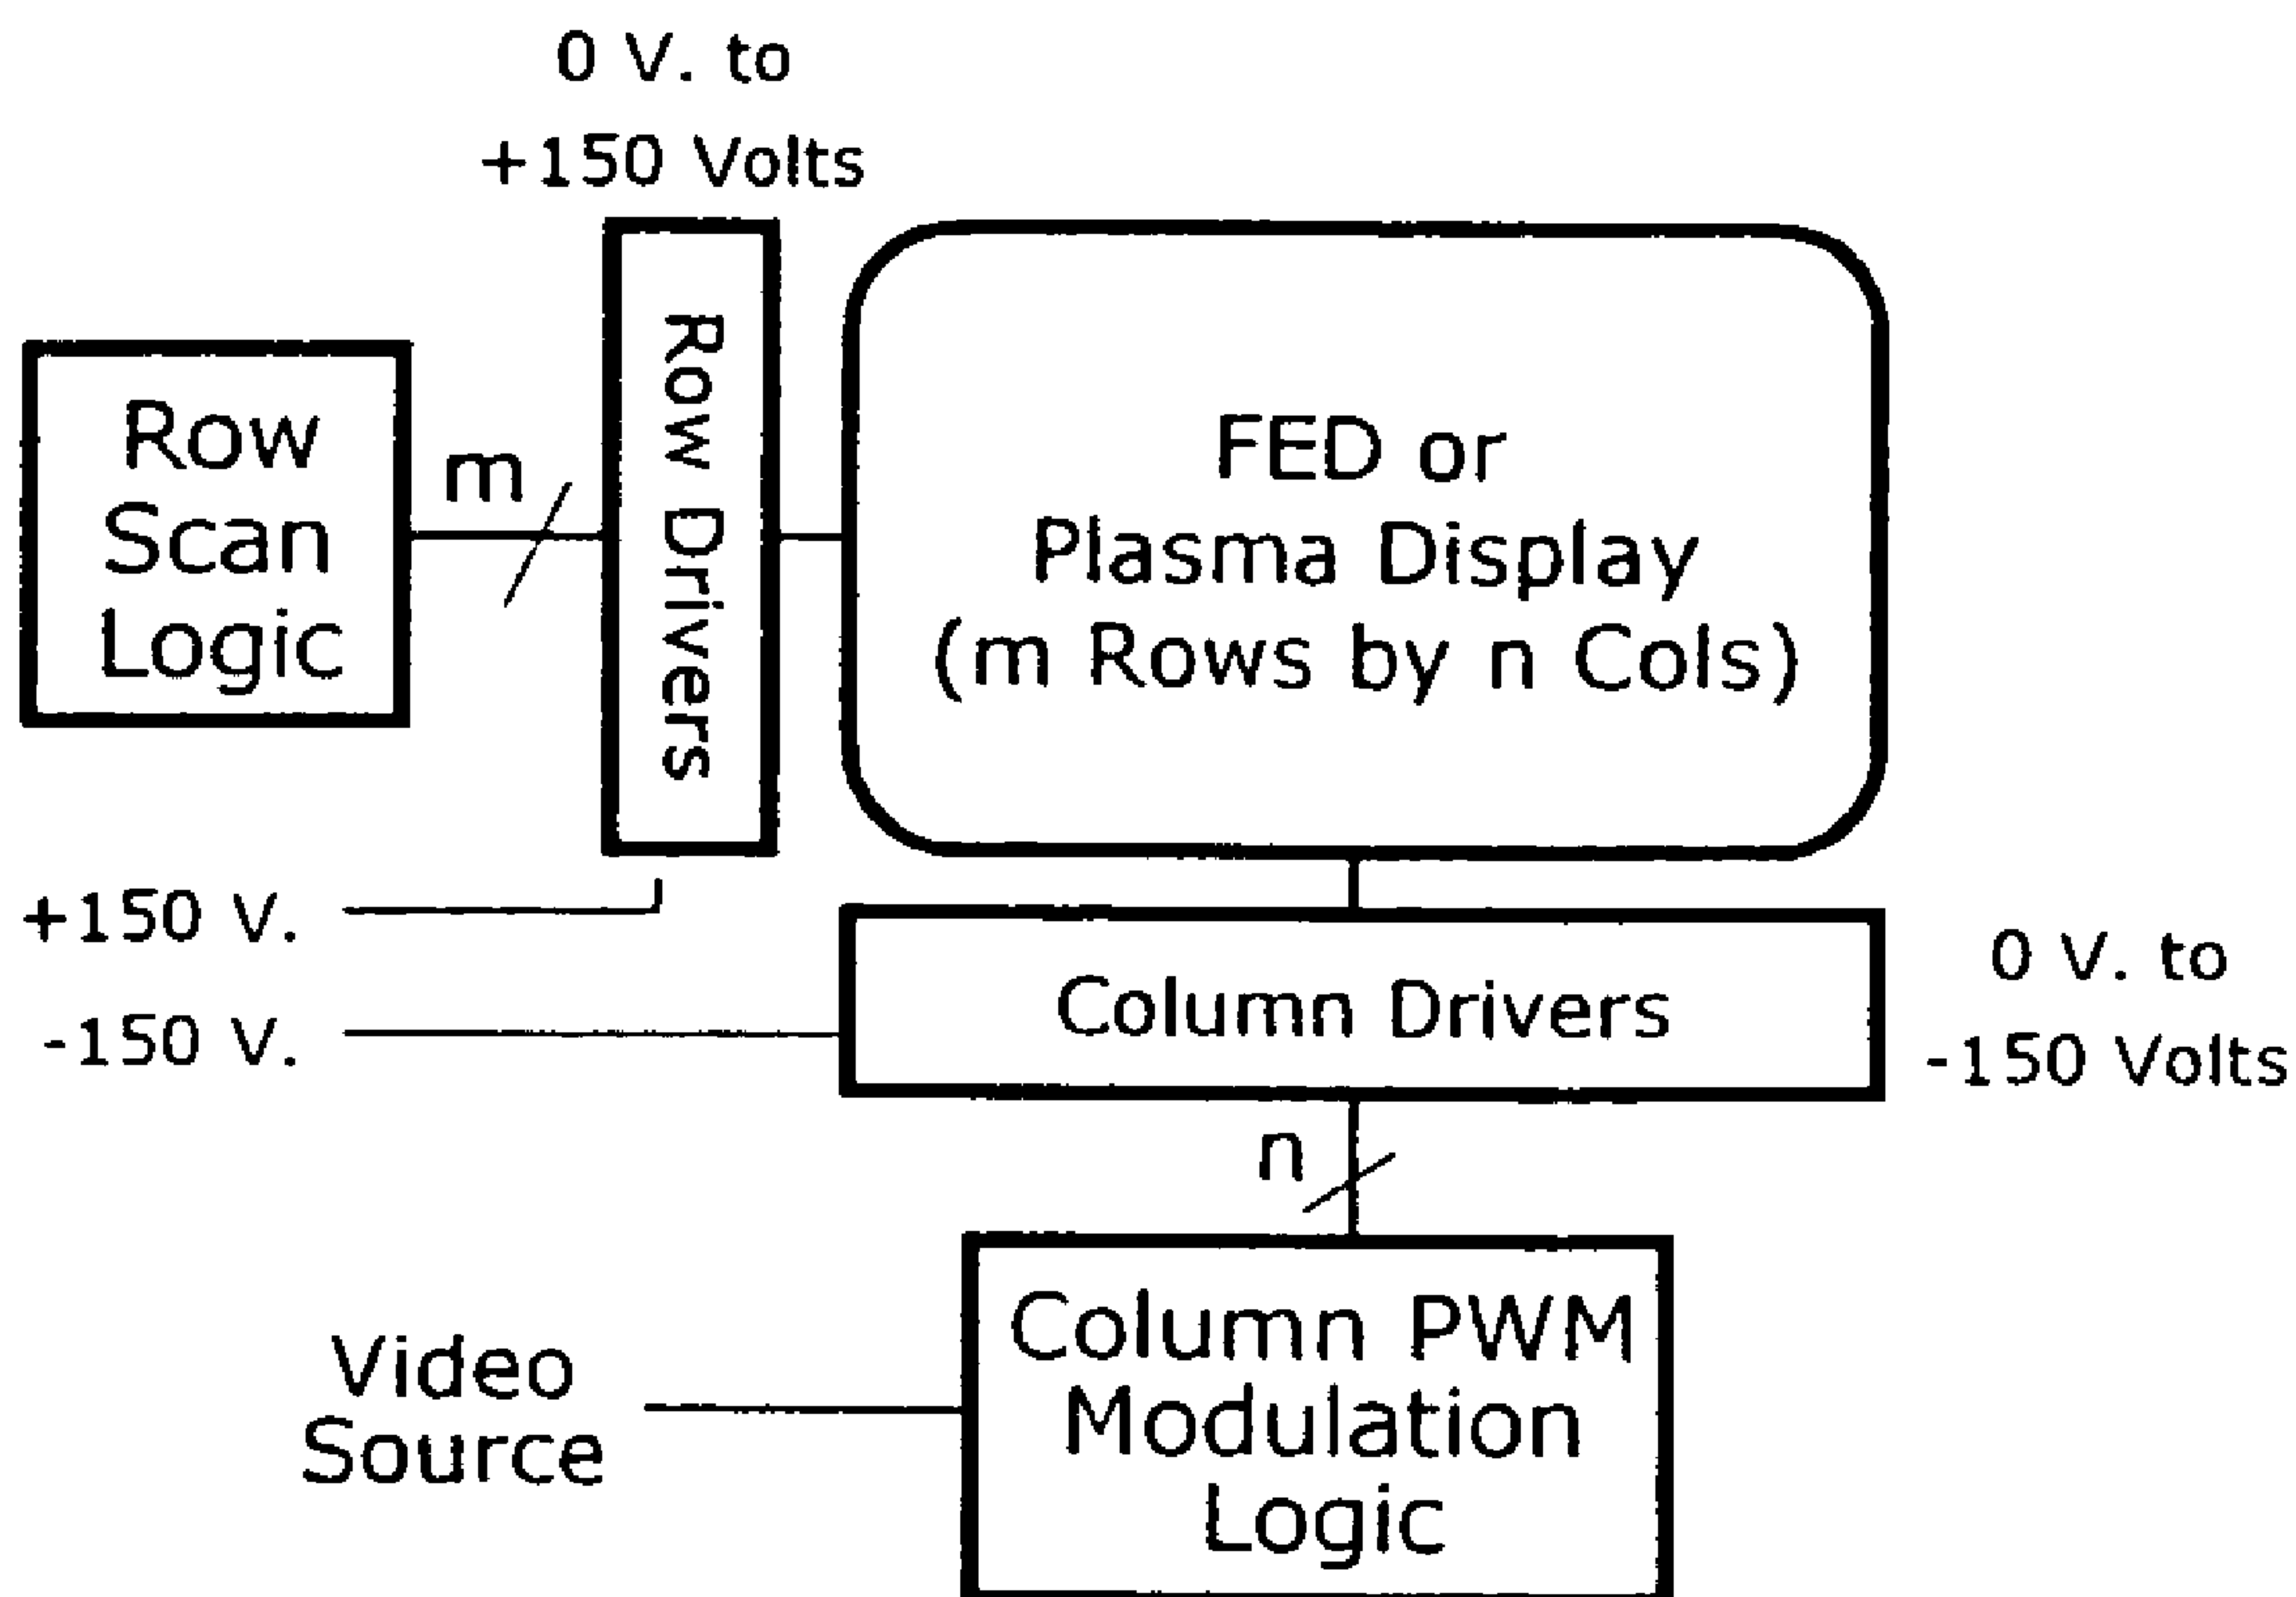 0 V. to
+150 Volts
Row
Scan
Logic
m
Row Drivers
FED or
Plasma Display
(m Rows by n Cols)
+150 V.
-150 V.
Column Drivers
0 V. to
-150 Volts
n
Video
Source
Column PWM
Modulation
Logic